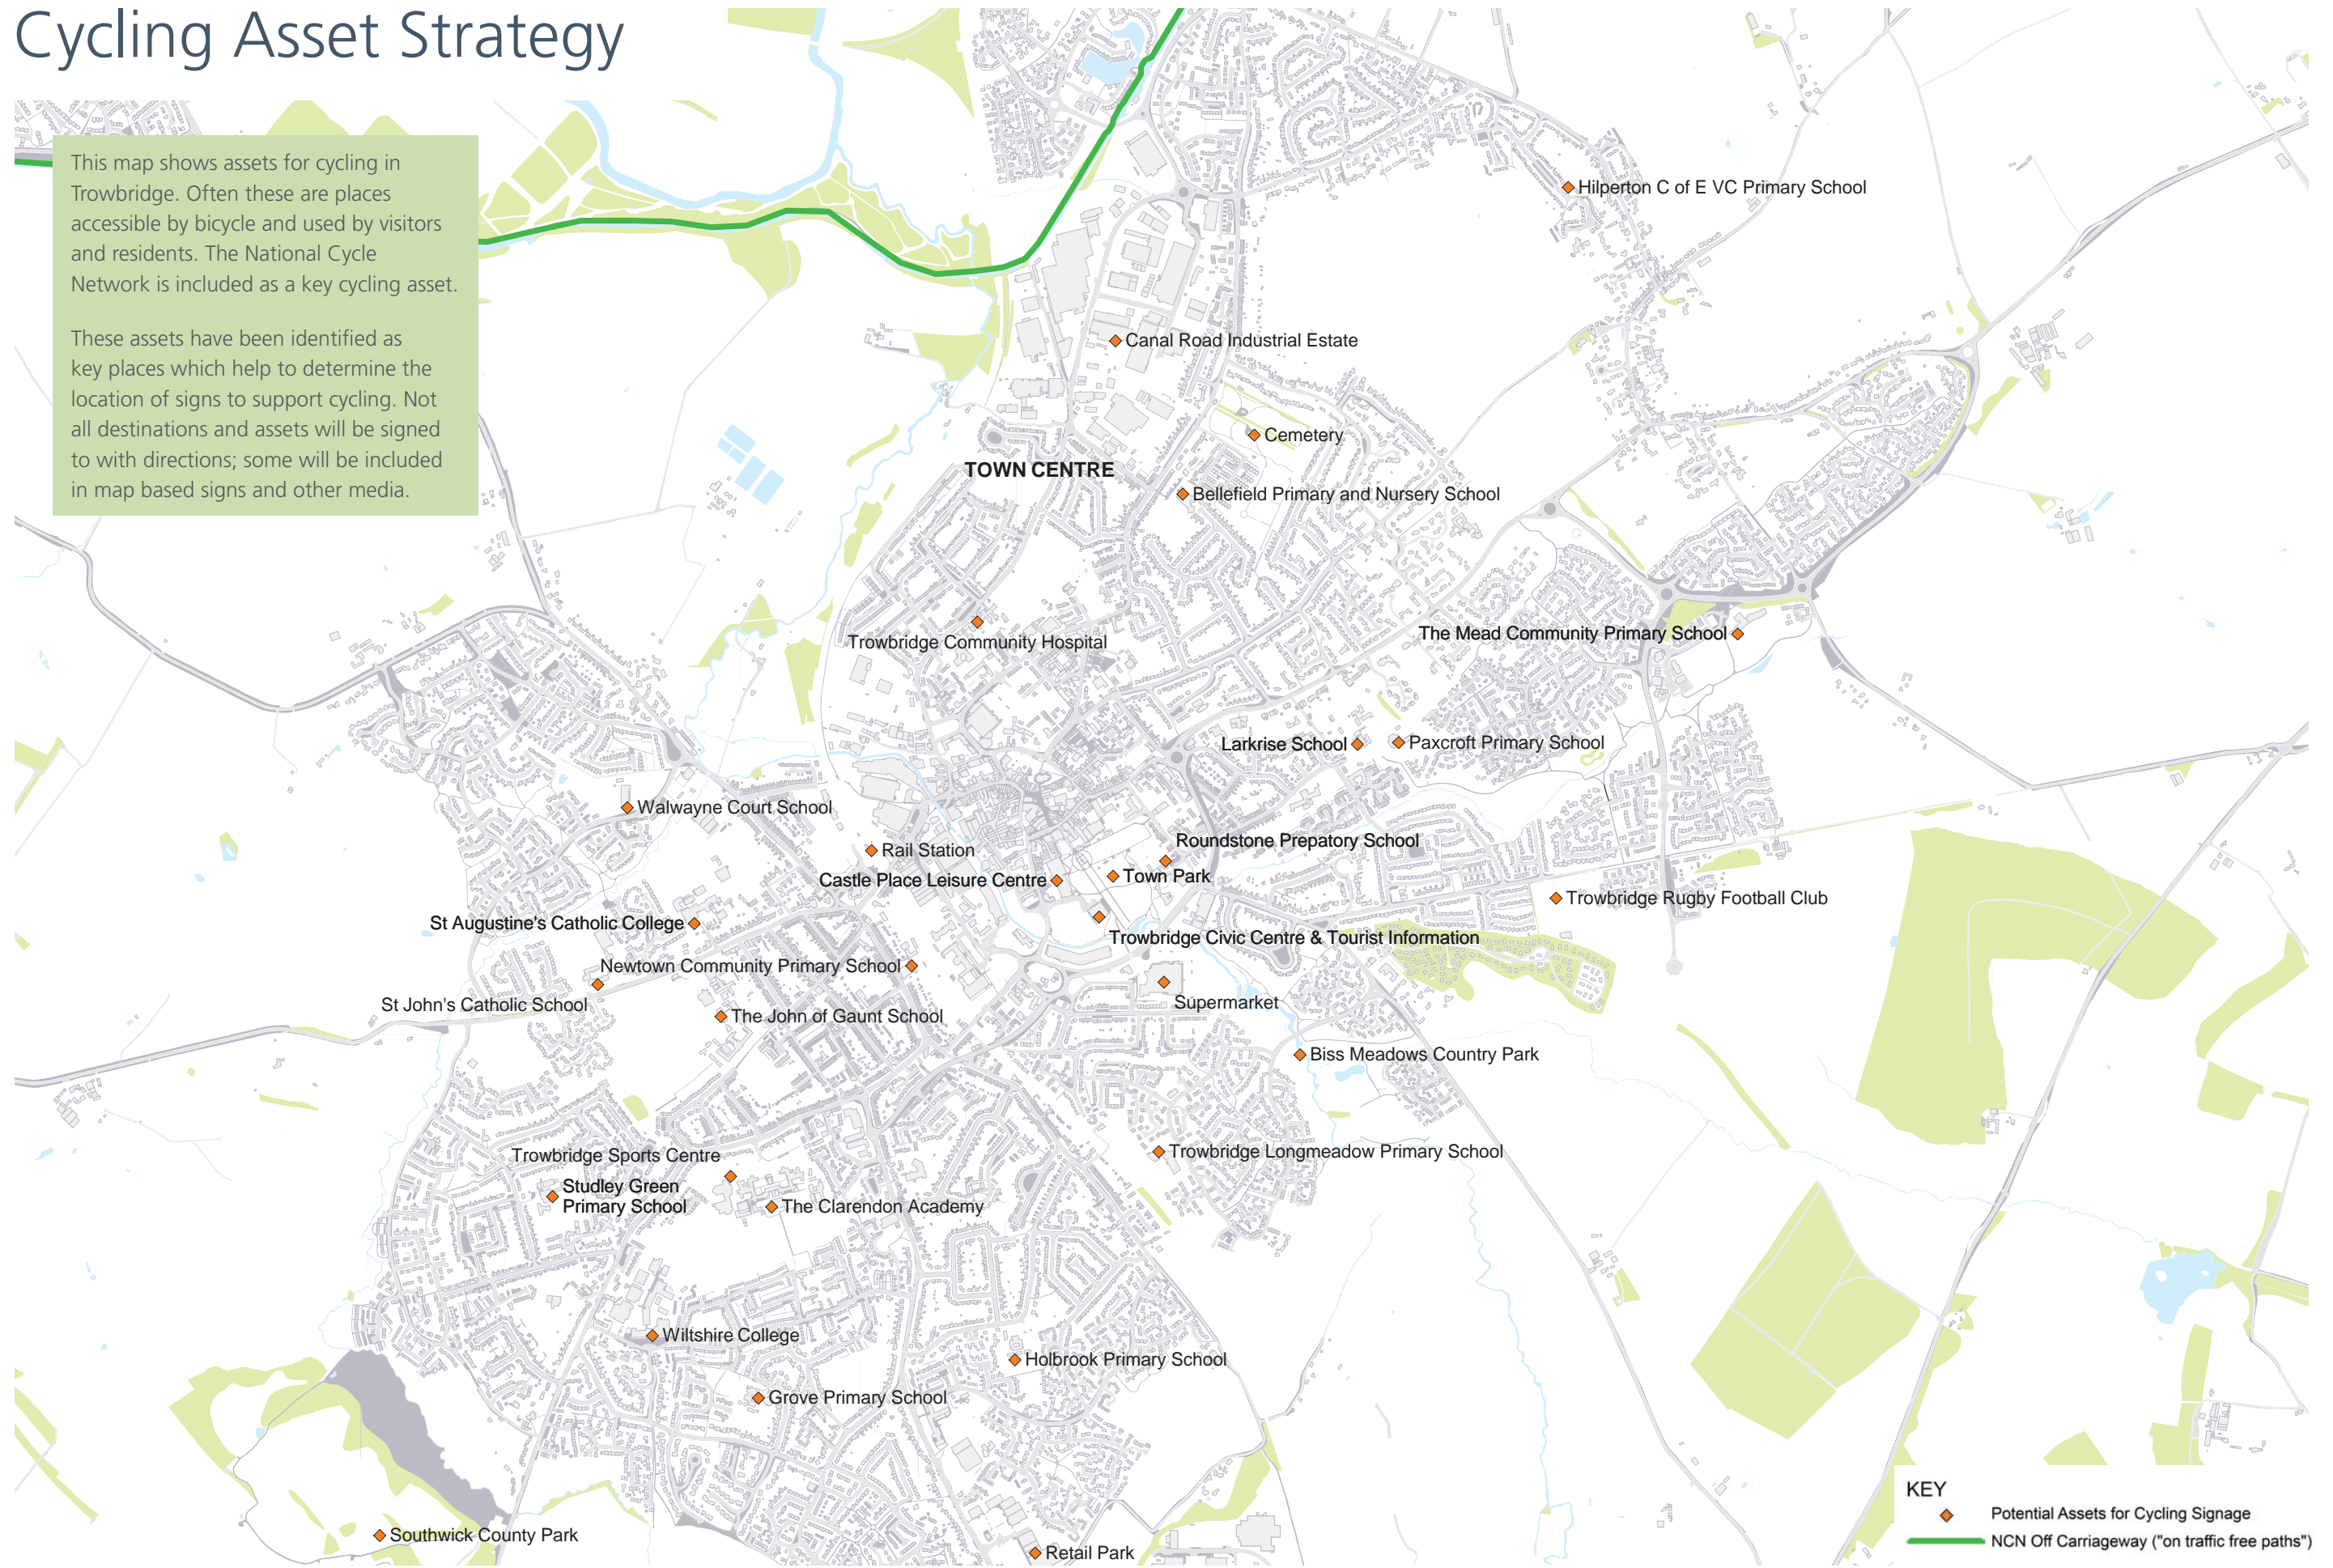 Cycling Asset Strategy
This map shows assets for cycling in
Trowbridge. Often these are places
accessible by bicycle and used by visitors
and residents. The National Cycle
Network is included as a key cycling asset.
These assets have been identified as
key places which help to determine the
location of signs to support cycling. Not
all destinations and assets will be signed
to with directions; some will be included
in map based signs and other media.
Hilperton C of E VC Primary School
Canal Road Industrial Estate
Cemetery
TOWN CENTRE
Bellefield Primary and Nursery School
Trowbridge Community Hospital
The Mead Community Primary School
Larkrise School
Paxcroft Primary School
Walwayne Court School
Roundstone Prepatory School
Rail Station
Castle Place Leisure Centre
Town Park
Trowbridge Rugby Football Club
St Augustine's Catholic College
Trowbridge Civic Centre & Tourist Information
Newtown Community Primary School
St John's Catholic School
Supermarket
The John of Gaunt School
Biss Meadows Country Park
Trowbridge Longmeadow Primary School
Trowbridge Sports Centre
Studley Green
Primary School
The Clarendon Academy
Wiltshire College
Holbrook Primary School
Grove Primary School
Southwick County Park
Retail Park
KEY
Potential Assets for Cycling Signage
NCN Off Carriageway ("on traffic free paths")